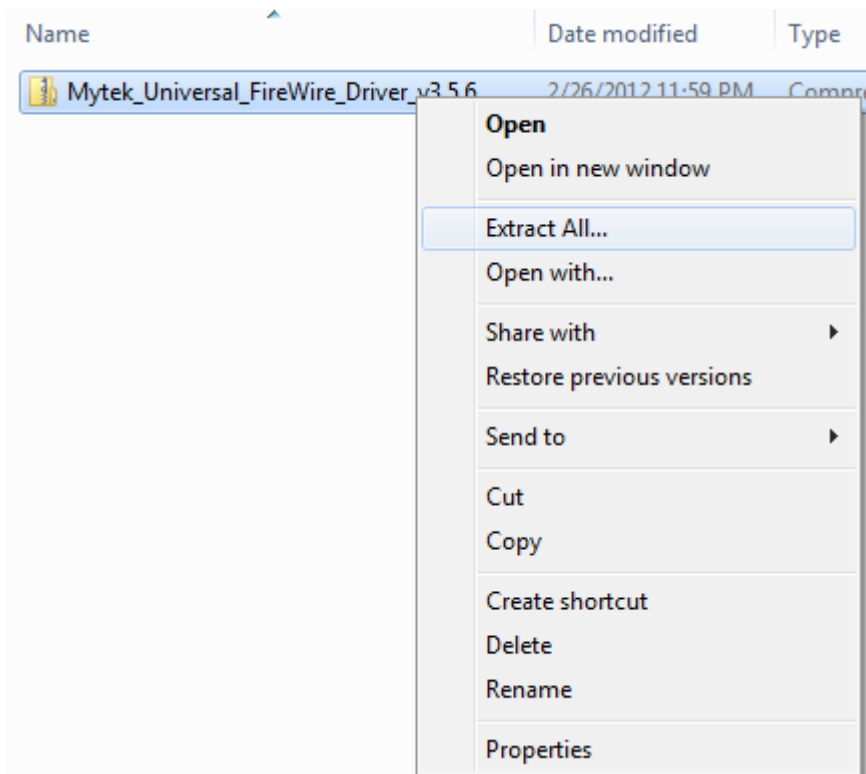 Name Date modified Type
Mytek_Universal_FireWire_Driver_v3.5.6 2/26/2012 11:59 PM
Open
Open in new window
Extract All...
Open with...
Share with
Restore previous versions
Send to
Cut
Copy
Create shortcut
Delete
Rename
Properties